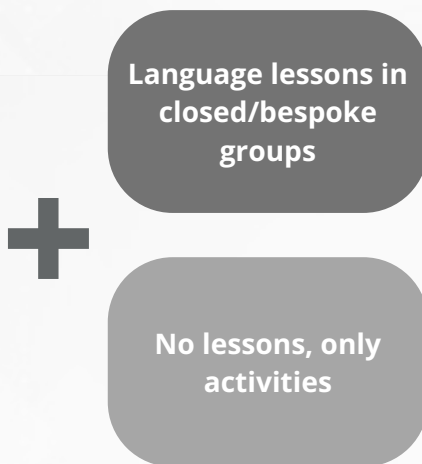 Language lessons in
closed/bespoke
groups
No lessons, only
activities